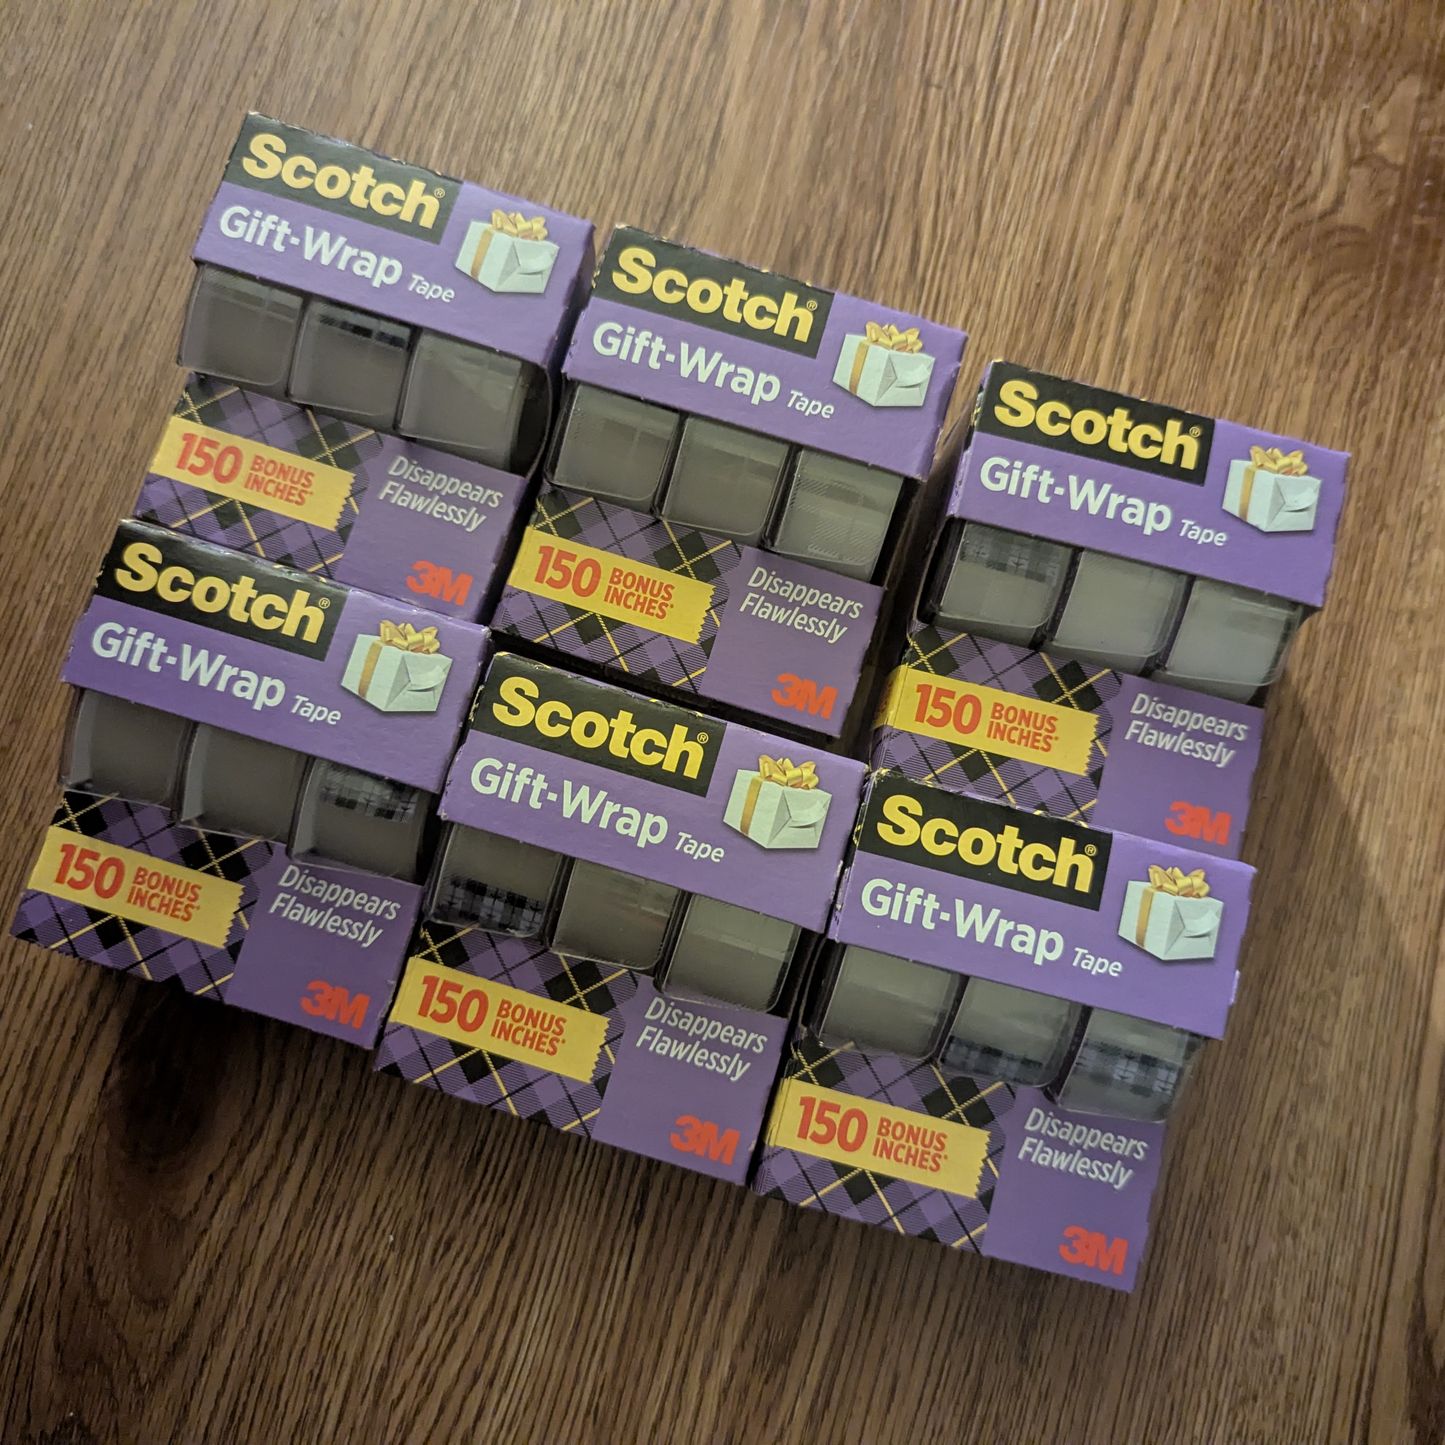 Scotch®
Gift-Wrap Tape
150 BONUS
INCHES*
Disappears
Flawlessly
3M
Scotch®
Gift-Wrap Tape
150 BONUS
INCHES*
Disappears
Flawlessly
3M
Scotch®
Gift-Wrap Tape
150 BONUS
INCHES*
Disappears
Flawlessly
3M
Scotch®
Gift-Wrap Tape
150 BONUS
INCHES*
Disappears
Flawlessly
3M
Scotch®
Gift-Wrap Tape
150 BONUS
INCHES*
Disappears
Flawlessly
3M
Scotch®
Gift-Wrap Tape
150 BONUS
INCHES*
Disappears
Flawlessly
3M